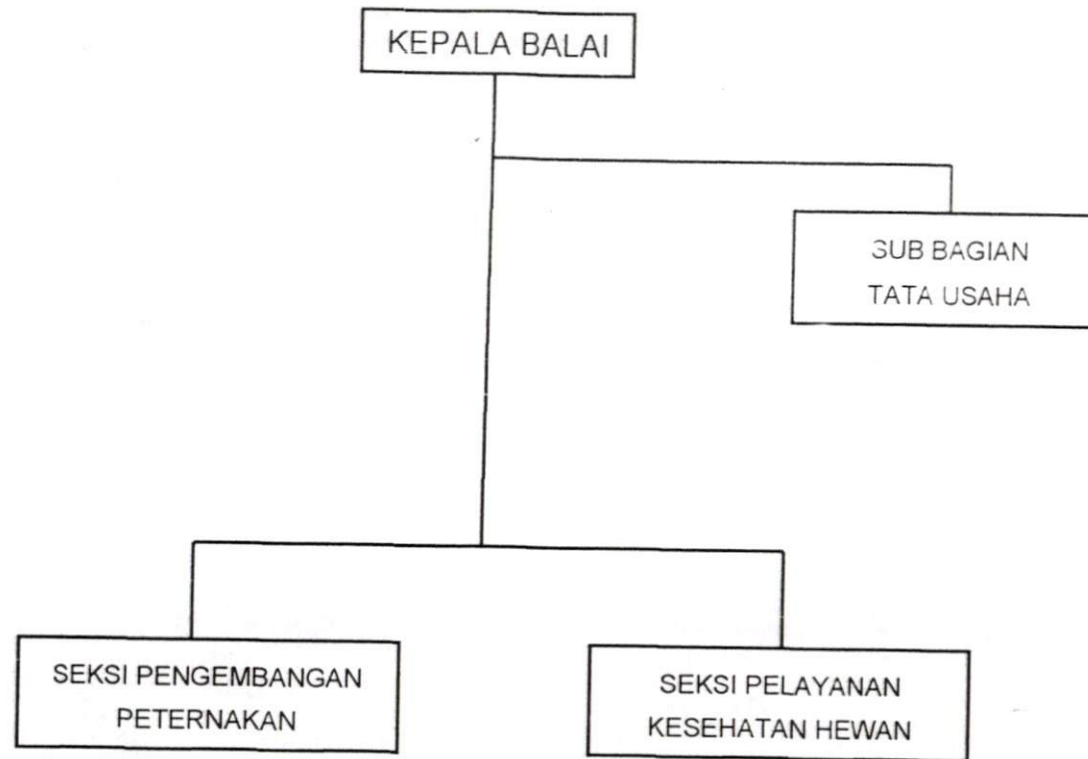 KEPALA BALAI
SUB BAGIAN
TATA USAHA
SEKSI PENGEMBANGAN
PETERNAKAN
SEKSI PELAYANAN
KESEHATAN HEWAN